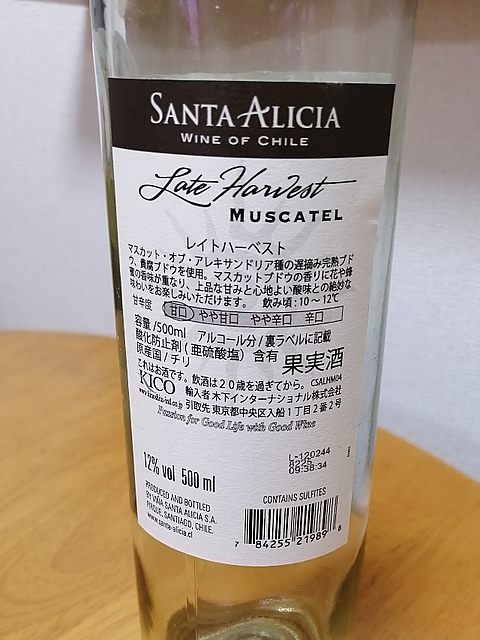 SANTA ALICIA
WINE OF CHILE
Late Harvest
MUSCATEL
レイトハーベスト
マスカット・オブ・アレキサンドリア種の遅摘み完熟ブド
ウ、貴腐ブドウを使用。マスカットブドウの香りに花や蜂
蜜の香味が重なり、上品な甘みと心地よい酸味との絶妙な
味わいをお楽しみいただけます。 飲み頃:10～12℃
甘辛度 甘口 やや甘口 やや辛口 辛口
容量/500ml アルコール分/裏ラベルに記載
酸化防止剤(亜硫酸塩)含有 果実酒
原産国/チリ
これはお酒です。飲酒は20歳を過ぎてから。 CSALHM04
KICO 輸入者 木下インターナショナル株式会社
引取先 東京都中央区入船1丁目2番2号
Passion for Good Life with Good Wine
L-120244
09:38:34
12% vol 500 ml
CONTAINS SULFITES
PRODUCED AND BOTTLED
BY VIÑA SANTA ALICIA S.A.
PIRQUE, SANTIAGO, CHILE.
www.santa-alicia.cl
7 84255 21989 8